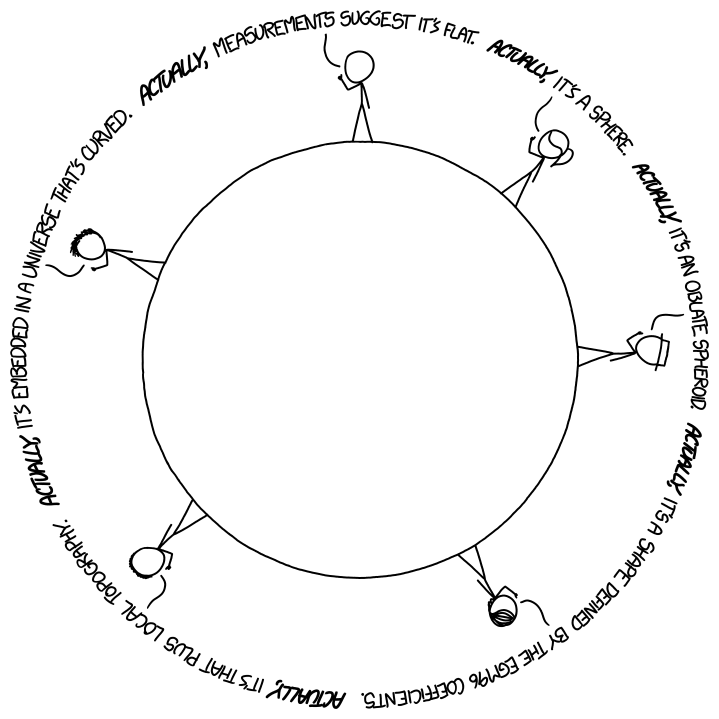 ACTUALLY, MEASUREMENTS SUGGEST IT'S FLAT.
ACTUALLY, IT'S A SPHERE.
ACTUALLY, IT'S AN OBLATE SPHEROID.
ACTUALLY, IT'S A SHAPE DEFINED BY THE EGM96 COEFFICIENTS.
ACTUALLY, IT'S THAT PLUS LOCAL TOPOGRAPHY.
ACTUALLY, IT'S EMBEDDED IN A UNIVERSE THAT'S CURVED.